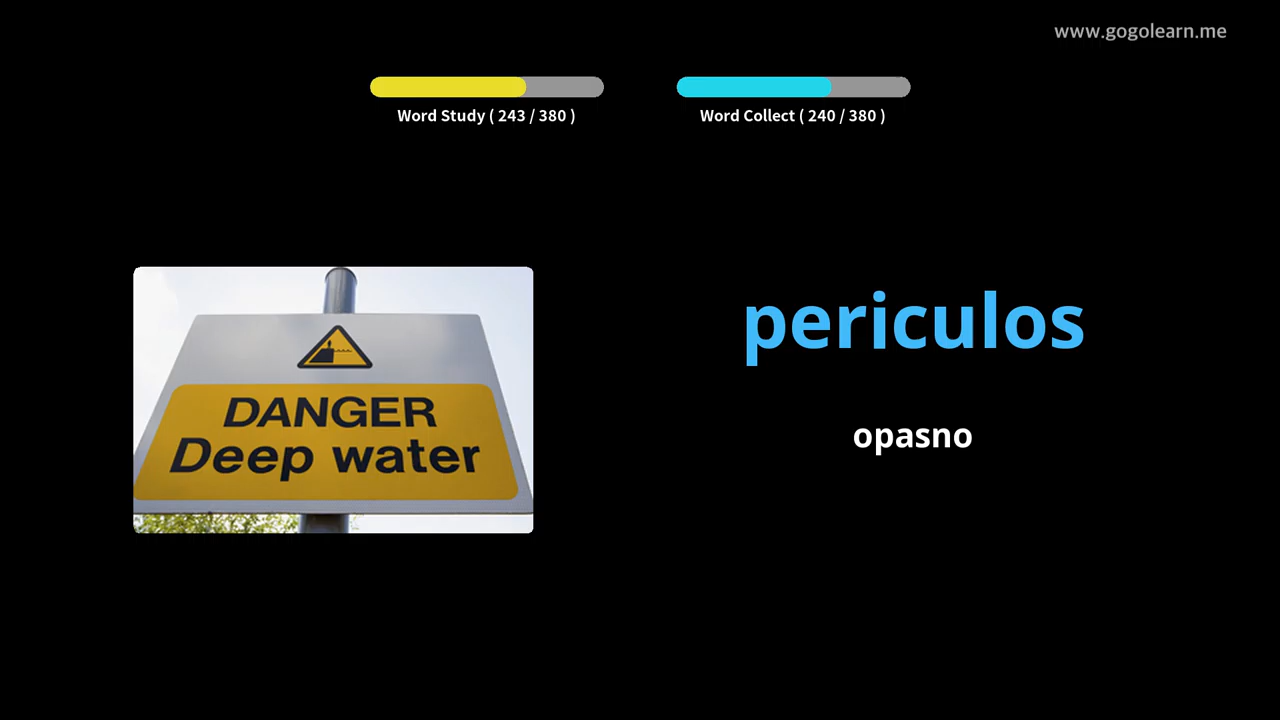 www.gogolearn.me
Word Study ( 243 / 380 )
Word Collect ( 240 / 380 )
DANGER
Deep water
periculos
opasno